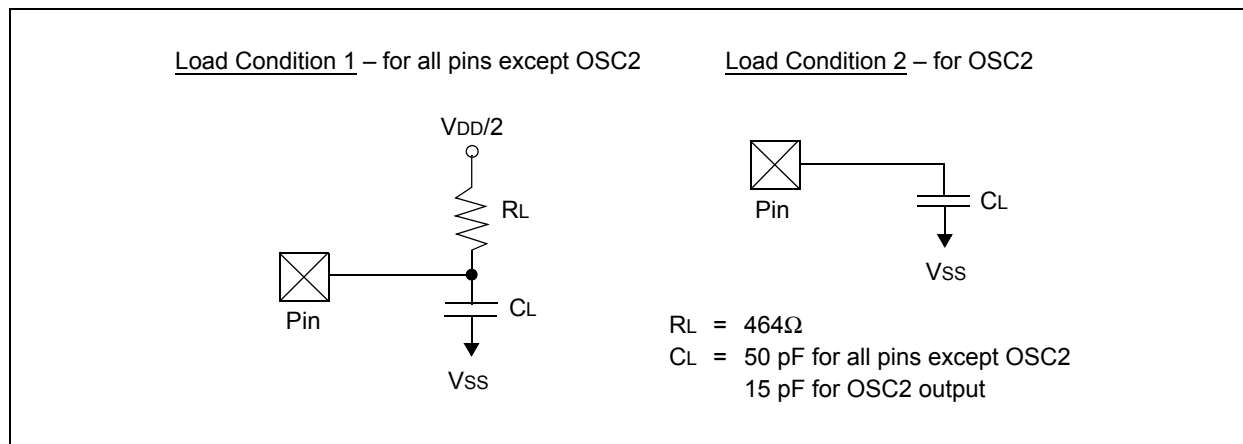 Load Condition 1 – for all pins except OSC2
Load Condition 2 – for OSC2
VDD/2
RL
Pin
CL
VSS
Pin
CL
VSS
RL = 464Ω
CL = 50 pF for all pins except OSC2
15 pF for OSC2 output